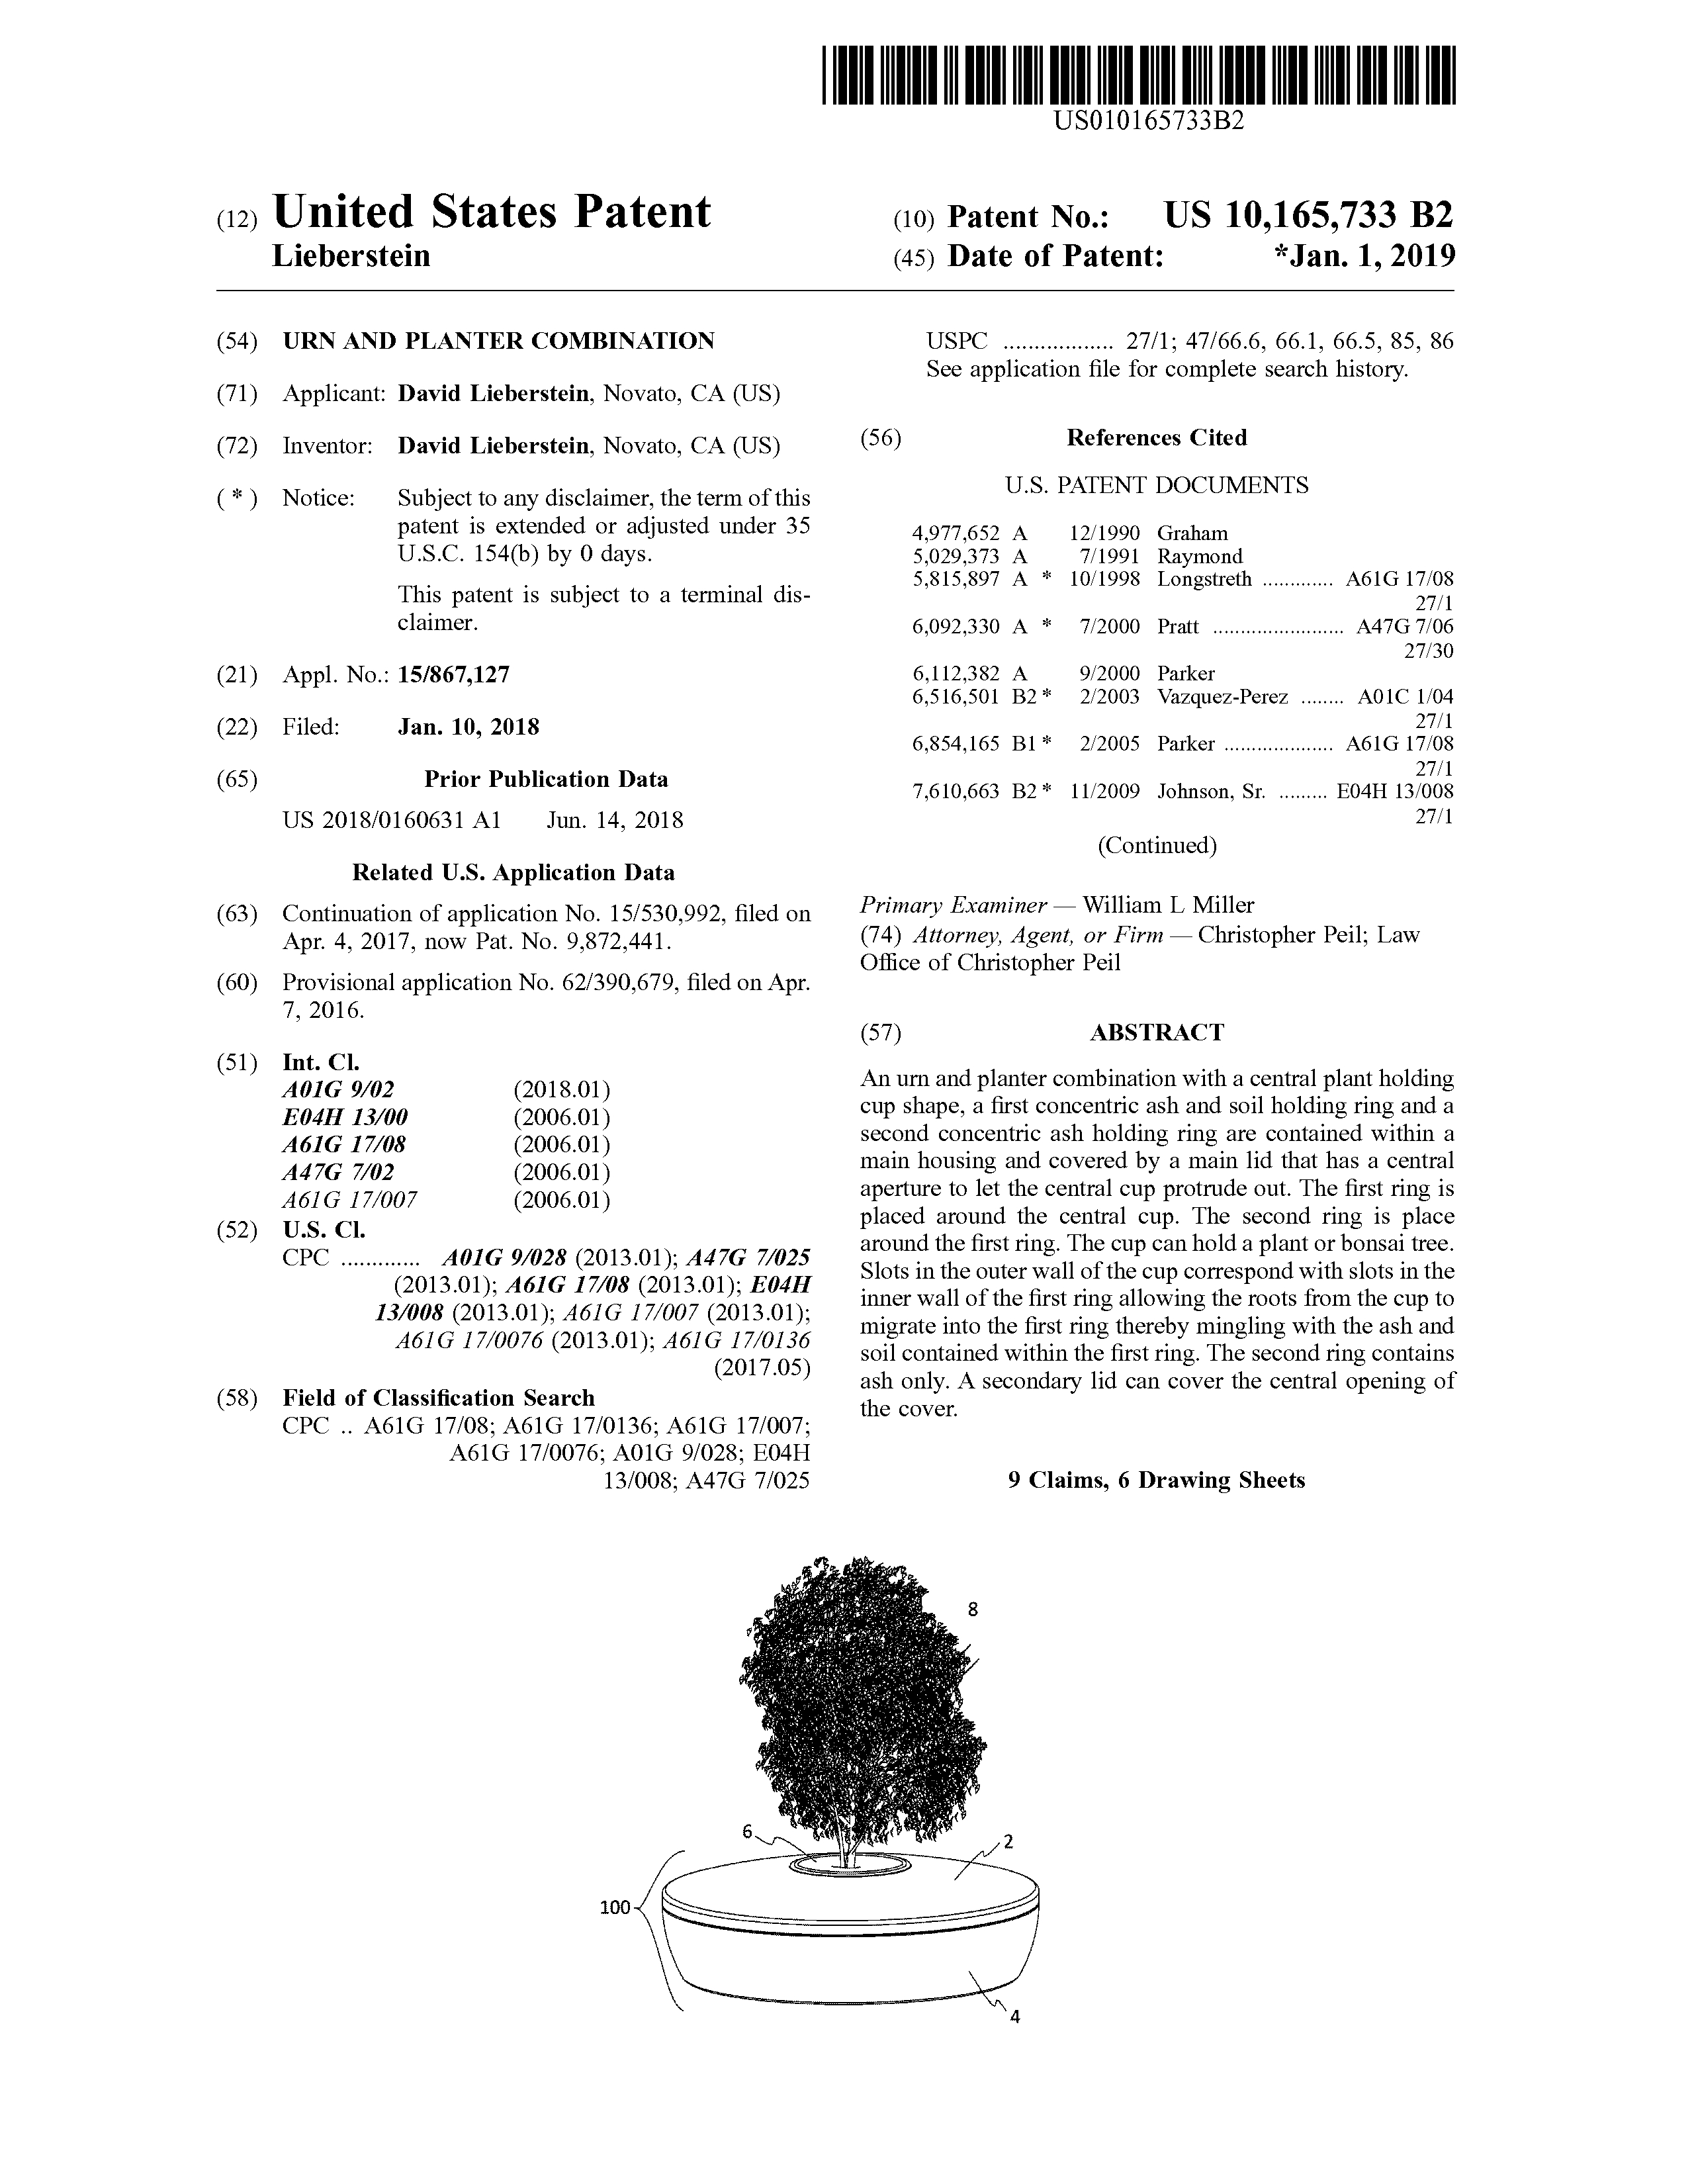 US010165733B2
(12) United States Patent
Lieberstein
(10) Patent No.: US 10,165,733 B2
(45) Date of Patent: *Jan. 1, 2019
(54) URN AND PLANTER COMBINATION
(71) Applicant: David Lieberstein, Novato, CA (US)
(72) Inventor: David Lieberstein, Novato, CA (US)
( * ) Notice: Subject to any disclaimer, the term of this
patent is extended or adjusted under 35
U.S.C. 154(b) by 0 days.
This patent is subject to a terminal dis-
claimer.
(21) Appl. No.: 15/867,127
(22) Filed: Jan. 10, 2018
(65) Prior Publication Data
US 2018/0160631 A1 Jun. 14, 2018
Related U.S. Application Data
(63) Continuation of application No. 15/530,992, filed on
Apr. 4, 2017, now Pat. No. 9,872,441.
(60) Provisional application No. 62/390,679, filed on Apr.
7, 2016.
(51) Int. Cl.
A01G 9/02 (2018.01)
E04H 13/00 (2006.01)
A61G 17/08 (2006.01)
A47G 7/02 (2006.01)
A61G 17/007 (2006.01)
(52) U.S. Cl.
CPC ............ A01G 9/028 (2013.01); A47G 7/025
(2013.01); A61G 17/08 (2013.01); E04H
13/008 (2013.01); A61G 17/007 (2013.01);
A61G 17/0076 (2013.01); A61G 17/0136
(2017.05)
(58) Field of Classification Search
CPC .. A61G 17/08; A61G 17/0136; A61G 17/007;
A61G 17/0076; A01G 9/028; E04H
13/008; A47G 7/025
USPC .................. 27/1; 47/66.6, 66.1, 66.5, 85, 86
See application file for complete search history.
(56) References Cited
U.S. PATENT DOCUMENTS
4,977,652 A 12/1990 Graham
5,029,373 A 7/1991 Raymond
5,815,897 A * 10/1998 Longstreth ............. A61G 17/08
27/1
6,092,330 A * 7/2000 Pratt ........................ A47G 7/06
27/30
6,112,382 A 9/2000 Parker
6,516,501 B2 * 2/2003 Vazquez-Perez ........ A01C 1/04
27/1
6,854,165 B1 * 2/2005 Parker .................... A61G 17/08
27/1
7,610,663 B2 * 11/2009 Johnson, Sr. ......... E04H 13/008
27/1
(Continued)
Primary Examiner — William L Miller
(74) Attorney, Agent, or Firm — Christopher Peil; Law
Office of Christopher Peil
(57) ABSTRACT
An urn and planter combination with a central plant holding
cup shape, a first concentric ash and soil holding ring and a
second concentric ash holding ring are contained within a
main housing and covered by a main lid that has a central
aperture to let the central cup protrude out. The first ring is
placed around the central cup. The second ring is place
around the first ring. The cup can hold a plant or bonsai tree.
Slots in the outer wall of the cup correspond with slots in the
inner wall of the first ring allowing the roots from the cup to
migrate into the first ring thereby mingling with the ash and
soil contained within the first ring. The second ring contains
ash only. A secondary lid can cover the central opening of
the cover.
9 Claims, 6 Drawing Sheets
8
6
2
100
4